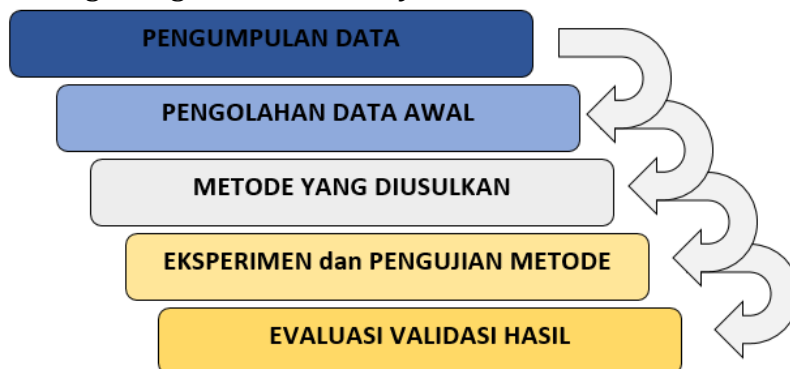 PENGUMPULAN DATA
PENGOLAHAN DATA AWAL
METODE YANG DIUSULKAN
EKSPERIMEN dan PENGUJIAN METODE
EVALUASI VALIDASI HASIL